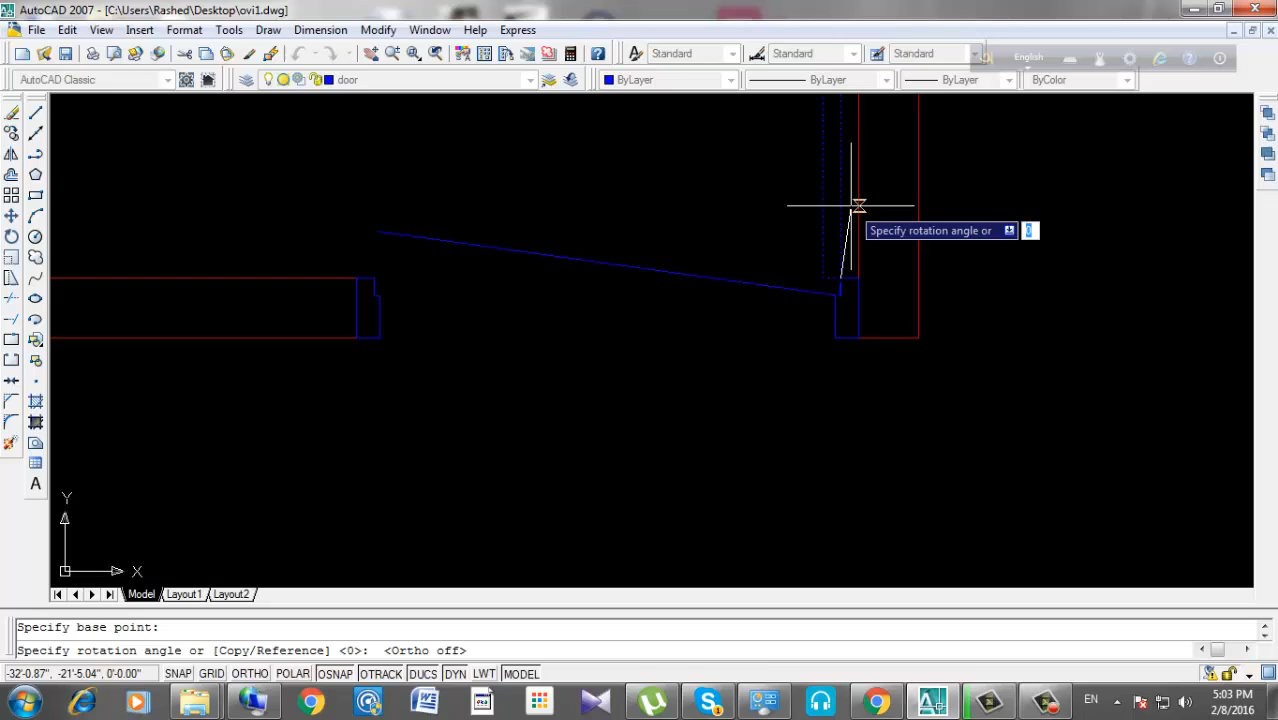 AutoCAD 2007 - [C:\Users\Rashed\Desktop\ovi1.dwg]
File Edit View Insert Format Tools Draw Dimension Modify Window Help Express
Standard Standard Standard
English
AutoCAD Classic door ByLayer ByLayer ByLayer ByColor
Specify rotation angle or 0
A
Y
X
Model Layout1 Layout2
Specify base point:
Specify rotation angle or [Copy/Reference] <0>: <Ortho off>
-32'-0.87", -21'-5.04", 0'-0.00" SNAP GRID ORTHO POLAR OSNAP OTRACK DUCS DYN LWT MODEL
EN
5:03 PM
2/8/2016